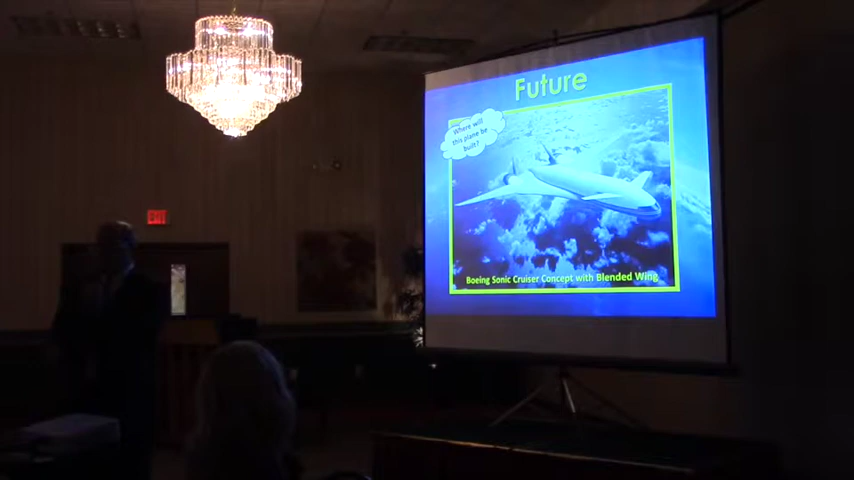 Future
Where will
this plane be
built?
Boeing Sonic Cruiser Concept with Blended Wing
EXIT